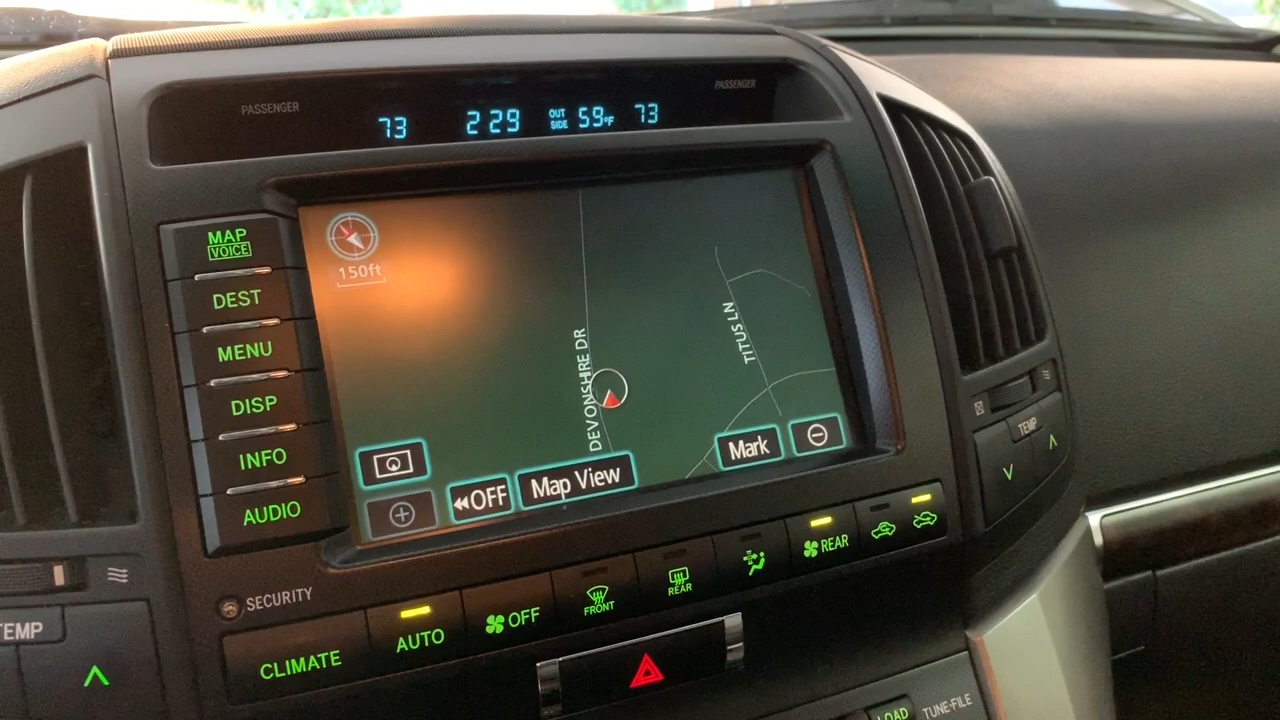 PASSENGER
PASSENGER
73 2 29 OUT SIDE 59°F 73
MAP
VOICE
DEST
MENU
DISP
INFO
AUDIO
150ft
DEVONSHIRE DR
TITUS LN
OFF
Map View
Mark
TEMP
SECURITY
TEMP
CLIMATE
AUTO
OFF
FRONT
REAR
REAR
LOAD
TUNE·FILE